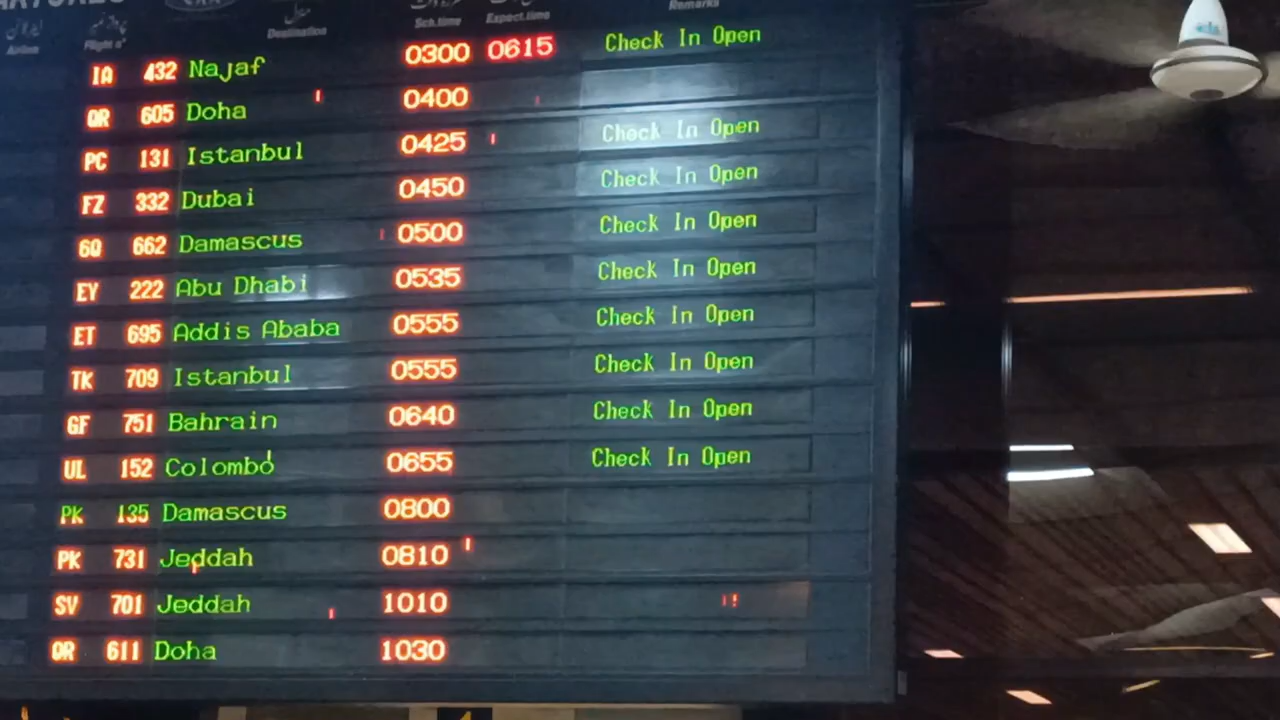 Airline Flight n° Destination Sch.time Expect.time Remarks
IA 432 Najaf 0300 0615 Check In Open
QR 605 Doha 0400
PC 131 Istanbul 0425 Check In Open
FZ 332 Dubai 0450 Check In Open
6Q 662 Damascus 0500 Check In Open
EY 222 Abu Dhabi 0535 Check In Open
ET 695 Addis Ababa 0555 Check In Open
TK 709 Istanbul 0555 Check In Open
GF 751 Bahrain 0640 Check In Open
UL 152 Colombo 0655 Check In Open
PK 135 Damascus 0800
PK 731 Jeddah 0810
SV 701 Jeddah 1010
QR 611 Doha 1030